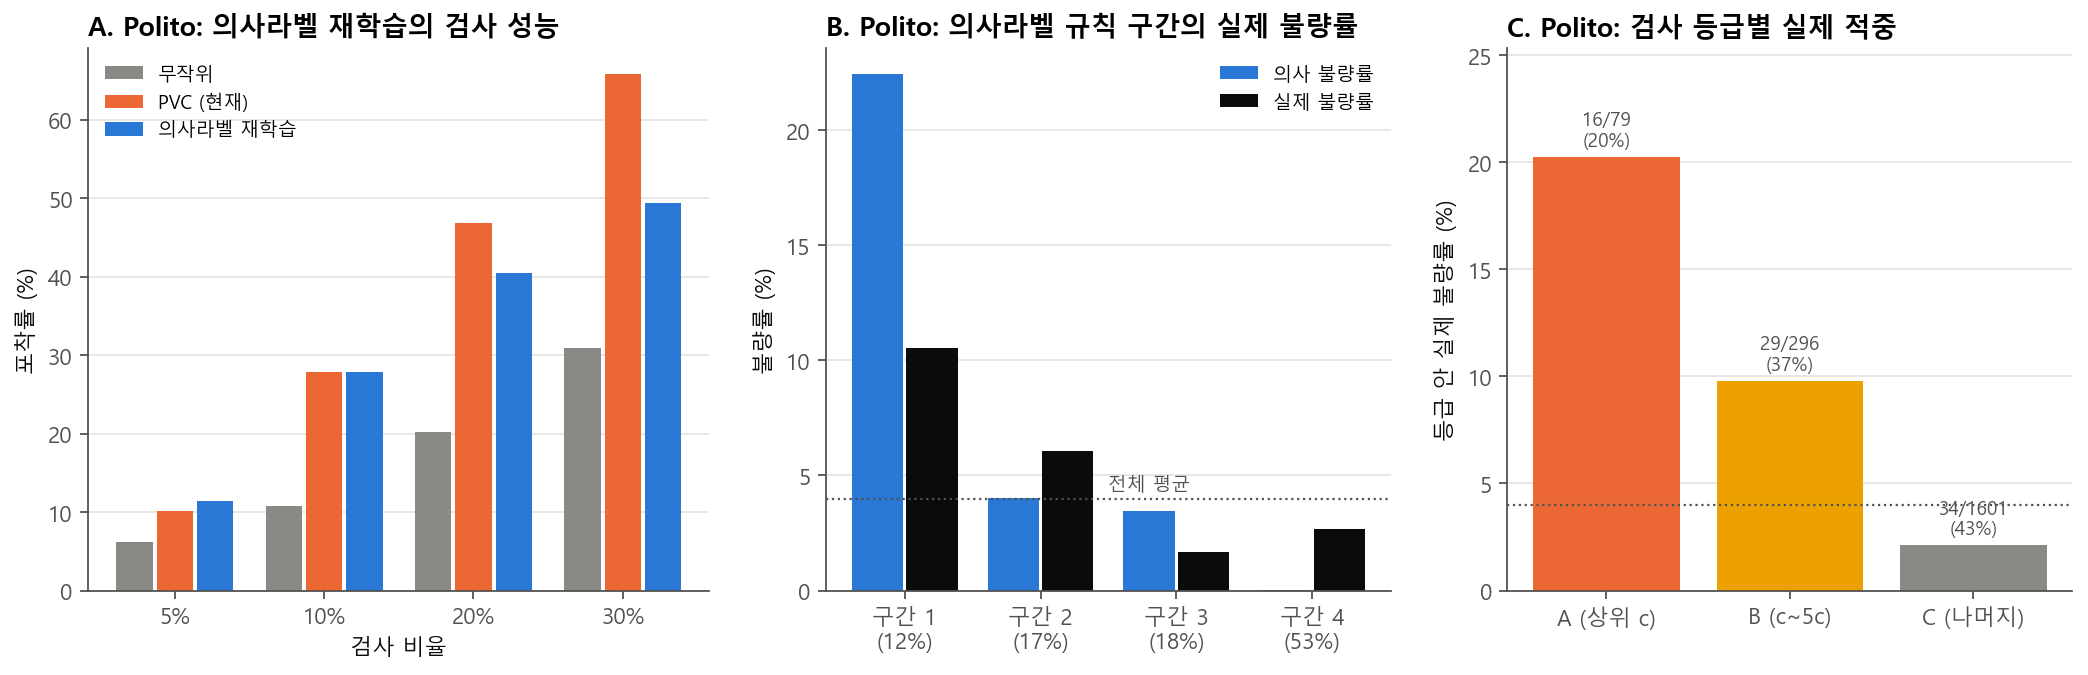 A. Polito: 의사라벨 재학습의 검사 성능
무작위
PVC (현재)
의사라벨 재학습
포착률 (%)
60
50
40
30
20
10
0
5%
10%
20%
30%
검사 비율
B. Polito: 의사라벨 규칙 구간의 실제 불량률
의사 불량률
실제 불량률
불량률 (%)
20
15
10
5
0
전체 평균
구간 1
(12%)
구간 2
(17%)
구간 3
(18%)
구간 4
(53%)
C. Polito: 검사 등급별 실제 적중
등급 안 실제 불량률 (%)
25
20
15
10
5
0
16/79
(20%)
29/296
(37%)
34/1601
(43%)
A (상위 c)
B (c~5c)
C (나머지)